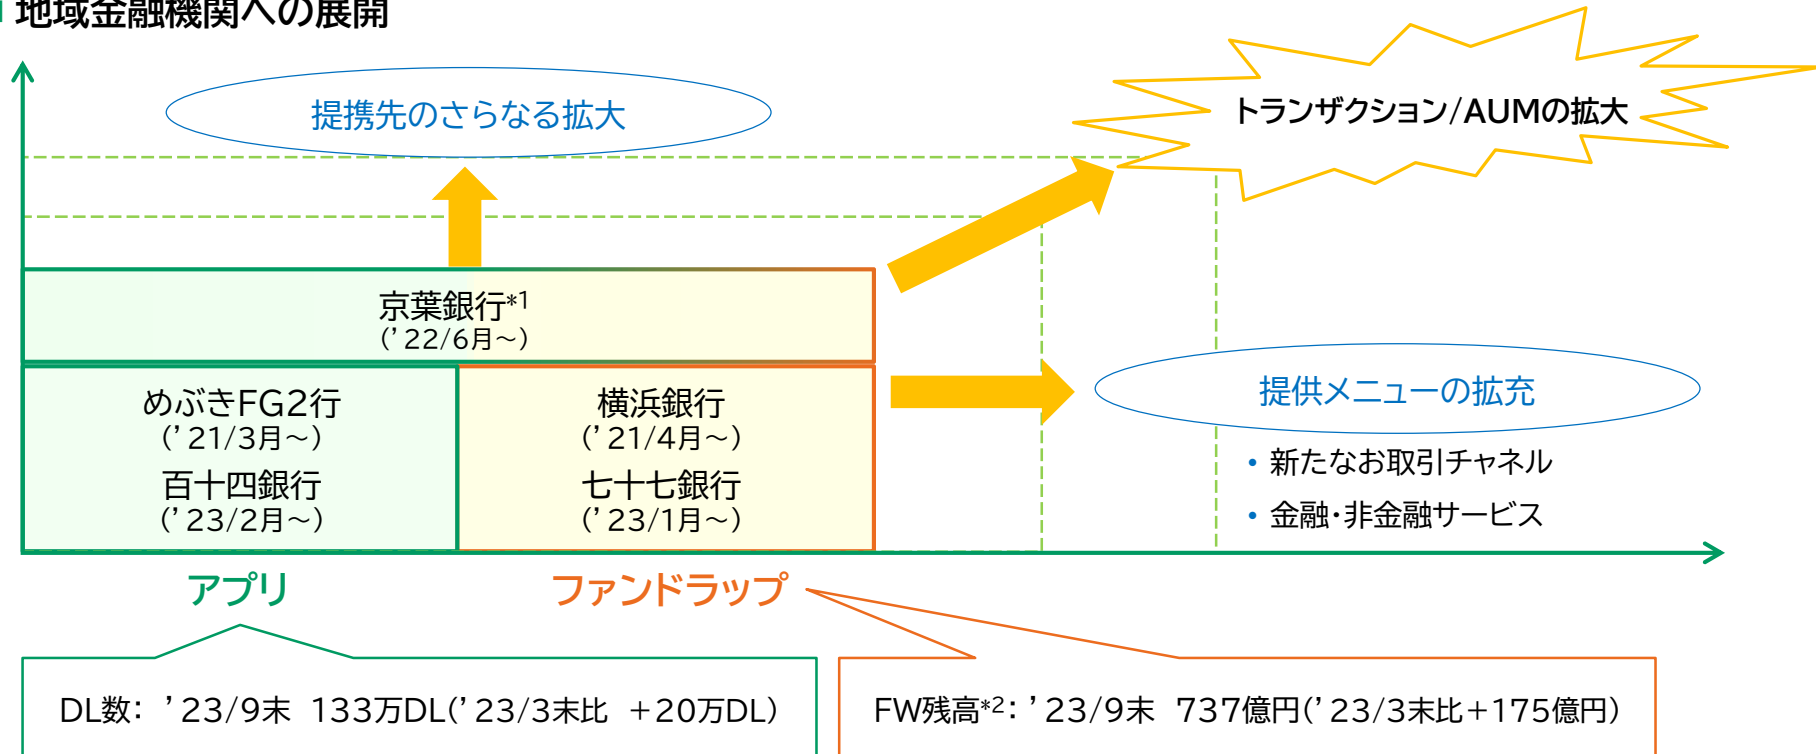 地域金融機関への展開
提携先のさらなる拡大
トランザクション/AUMの拡大
京葉銀行*1
(’22/6月～)
めぶきFG2行
(’21/3月～)
百十四銀行
(’23/2月～)
横浜銀行
(’21/4月～)
七十七銀行
(’23/1月～)
提供メニューの拡充
• 新たなお取引チャネル
• 金融・非金融サービス
アプリ
ファンドラップ
DL数： ’23/9末 133万DL(’23/3末比 +20万DL)
FW残高*2：’23/9末 737億円(’23/3末比+175億円)